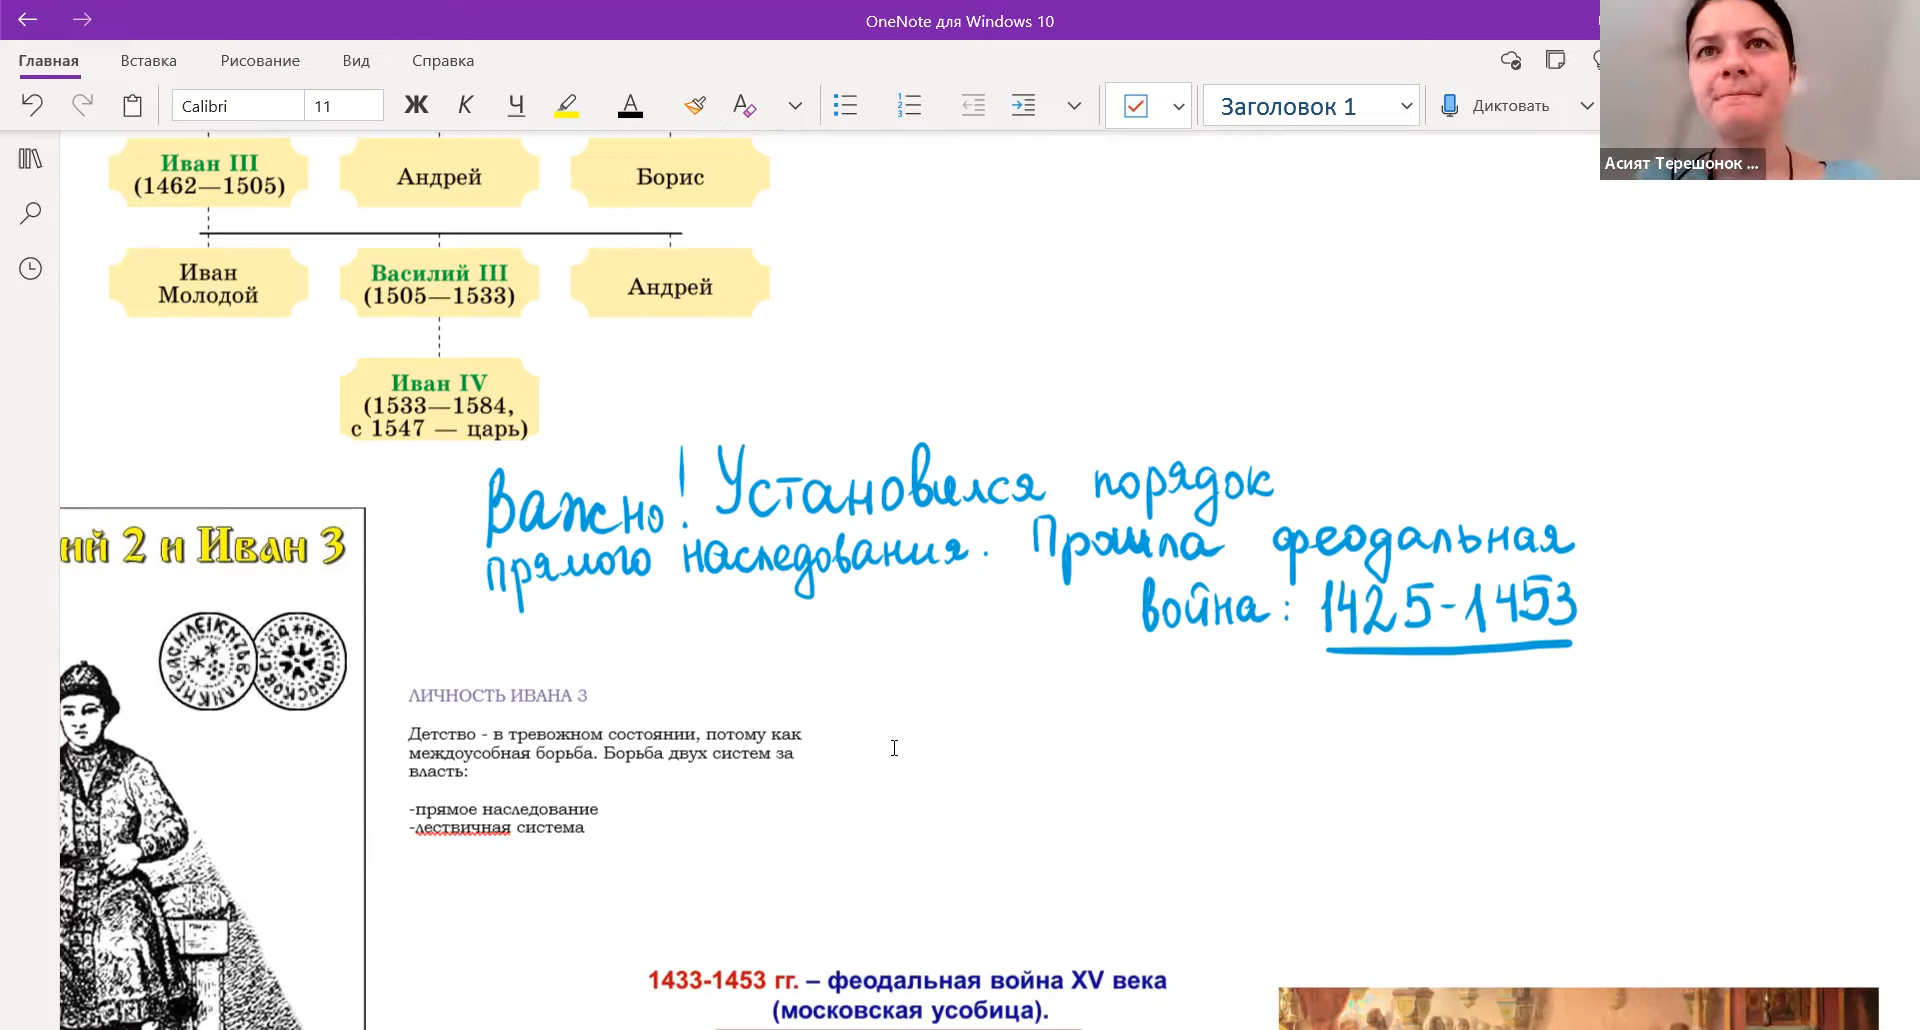 OneNote для Windows 10
Главная Вставка Рисование Вид Справка
Calibri 11 Ж К Ч А Заголовок 1 Диктовать
Асият Терешонок ...
Иван III
(1462—1505)
Андрей
Борис
Иван
Молодой
Василий III
(1505—1533)
Андрей
Иван IV
(1533—1584,
с 1547 — царь)
Важно! Установился порядок
прямого наследования. Прошла феодальная
война: 1425-1453
ий 2 и Иван 3
ЛИЧНОСТЬ ИВАНА 3
Детство - в тревожном состоянии, потому как
междоусобная борьба. Борьба двух систем за
власть:
-прямое наследование
-лествичная система
1433-1453 гг. – феодальная война XV века
(московская усобица).